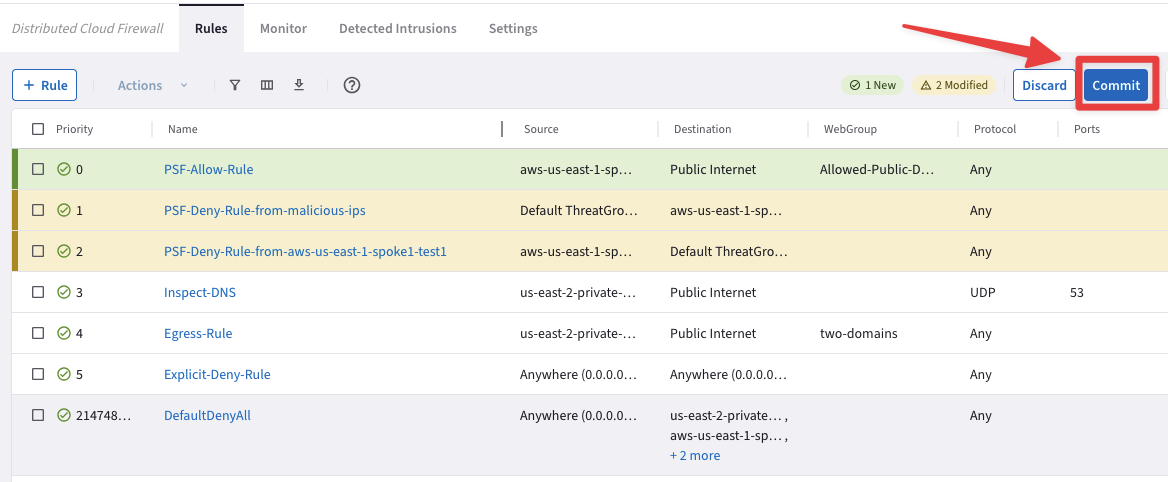 Distributed Cloud Firewall Rules Monitor Detected Intrusions Settings
+ Rule Actions 1 New 2 Modified Discard Commit
Priority Name Source Destination WebGroup Protocol Ports
0 PSF-Allow-Rule aws-us-east-1-sp... Public Internet Allowed-Public-D... Any
1 PSF-Deny-Rule-from-malicious-ips Default ThreatGro... aws-us-east-1-sp... Any
2 PSF-Deny-Rule-from-aws-us-east-1-spoke1-test1 aws-us-east-1-sp... Default ThreatGro... Any
3 Inspect-DNS us-east-2-private-... Public Internet UDP 53
4 Egress-Rule us-east-2-private-... Public Internet two-domains Any
5 Explicit-Deny-Rule Anywhere (0.0.0.0... Anywhere (0.0.0.0... Any
214748... DefaultDenyAll Anywhere (0.0.0.0... us-east-2-private... , Any
aws-us-east-1-sp... ,
+ 2 more